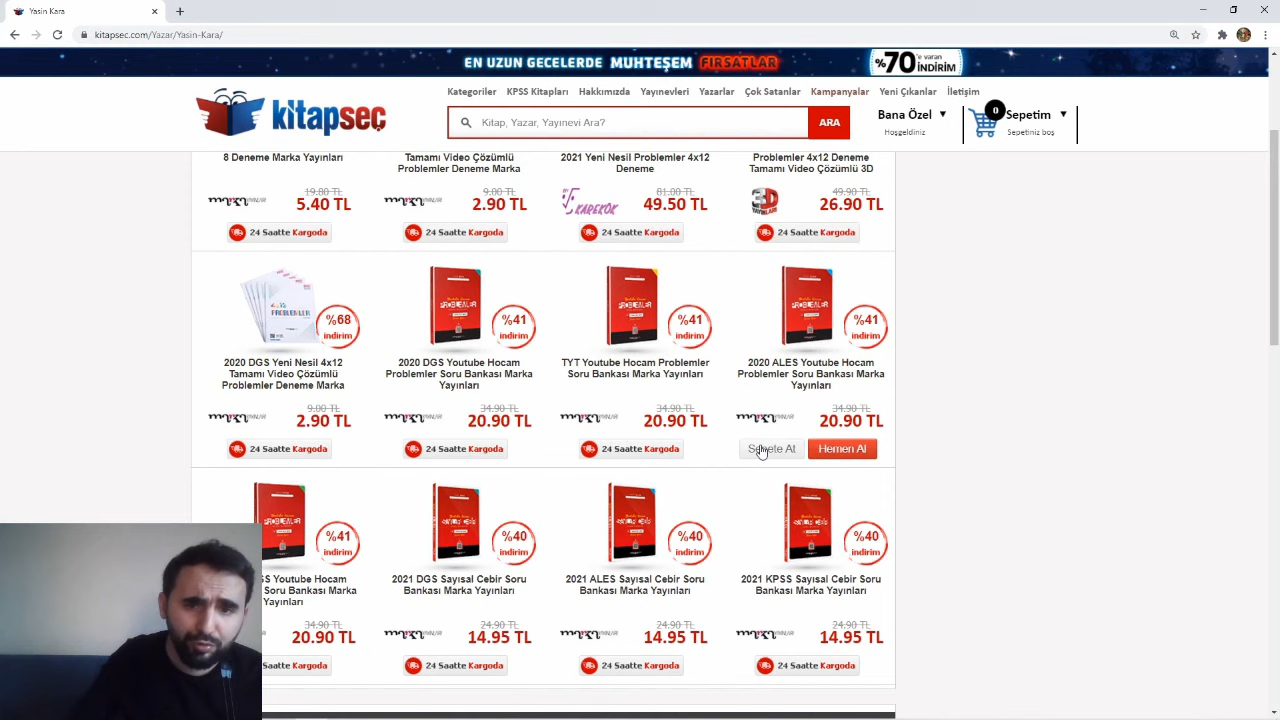 Yasin Kara
kitapsec.com/Yazar/Yasin-Kara/
EN UZUN GECELERDE MUHTEŞEM FIRSATLAR
%70'e varan
İNDİRİM
kitapseç
Kategoriler KPSS Kitapları Hakkımızda Yayınevleri Yazarlar Çok Satanlar Kampanyalar Yeni Çıkanlar İletişim
Kitap, Yazar, Yayınevi Ara?
ARA
Bana Özel
Hoşgeldiniz
0
Sepetim
Sepetiniz boş
8 Deneme Marka Yayınları
19.80 TL
5.40 TL
24 Saatte Kargoda
Tamamı Video Çözümlü
Problemler Deneme Marka
9.00 TL
2.90 TL
24 Saatte Kargoda
2021 Yeni Nesil Problemler 4x12
Deneme
KAREKÖK
81.00 TL
49.50 TL
24 Saatte Kargoda
Problemler 4x12 Deneme
Tamamı Video Çözümlü 3D
3D
YAYINLARI
49.90 TL
26.90 TL
24 Saatte Kargoda
PROBLEMLER
%68
indirim
2020 DGS Yeni Nesil 4x12
Tamamı Video Çözümlü
Problemler Deneme Marka
9.00 TL
2.90 TL
24 Saatte Kargoda
PROBLEMLER
%41
indirim
2020 DGS Youtube Hocam
Problemler Soru Bankası Marka
Yayınları
34.90 TL
20.90 TL
24 Saatte Kargoda
PROBLEMLER
%41
indirim
TYT Youtube Hocam Problemler
Soru Bankası Marka Yayınları
34.90 TL
20.90 TL
24 Saatte Kargoda
PROBLEMLER
%41
indirim
2020 ALES Youtube Hocam
Problemler Soru Bankası Marka
Yayınları
34.90 TL
20.90 TL
Sepete At
Hemen Al
%41
indirim
SS Youtube Hocam
Soru Bankası Marka
Yayınları
34.90 TL
20.90 TL
24 Saatte Kargoda
%40
indirim
2021 DGS Sayısal Cebir Soru
Bankası Marka Yayınları
24.90 TL
14.95 TL
24 Saatte Kargoda
%40
indirim
2021 ALES Sayısal Cebir Soru
Bankası Marka Yayınları
24.90 TL
14.95 TL
24 Saatte Kargoda
%40
indirim
2021 KPSS Sayısal Cebir Soru
Bankası Marka Yayınları
24.90 TL
14.95 TL
24 Saatte Kargoda